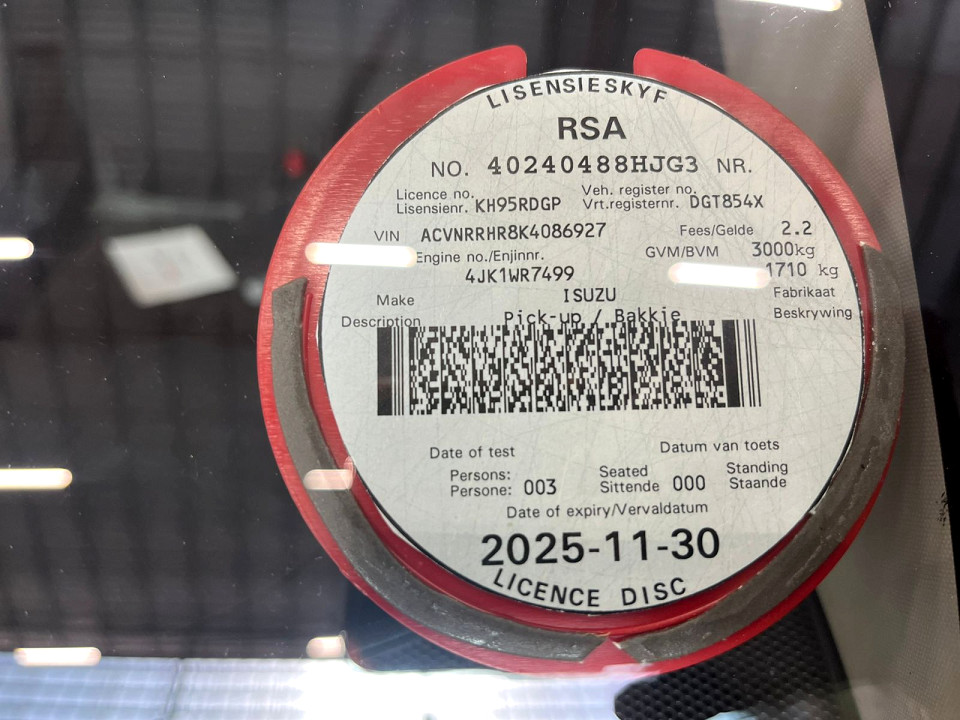 LISENSIESKYF
RSA
NO. 40240488HJG3 NR.
Licence no. Veh. register no.
Lisensienr. KH95RDGP Vrt.registernr. DGT854X
VIN ACVNRRHR8K4086927 Fees/Gelde 2.2
Engine no./Enjinnr. GVM/BVM 3000kg
4JK1WR7499 1710 kg
Make ISUZU Fabrikaat
Description Pick-up / Bakkie Beskrywing
Date of test Datum van toets
Persons: Seated Standing
Persone: 003 Sittende 000 Staande
Date of expiry/Vervaldatum
2025-11-30
LICENCE DISC